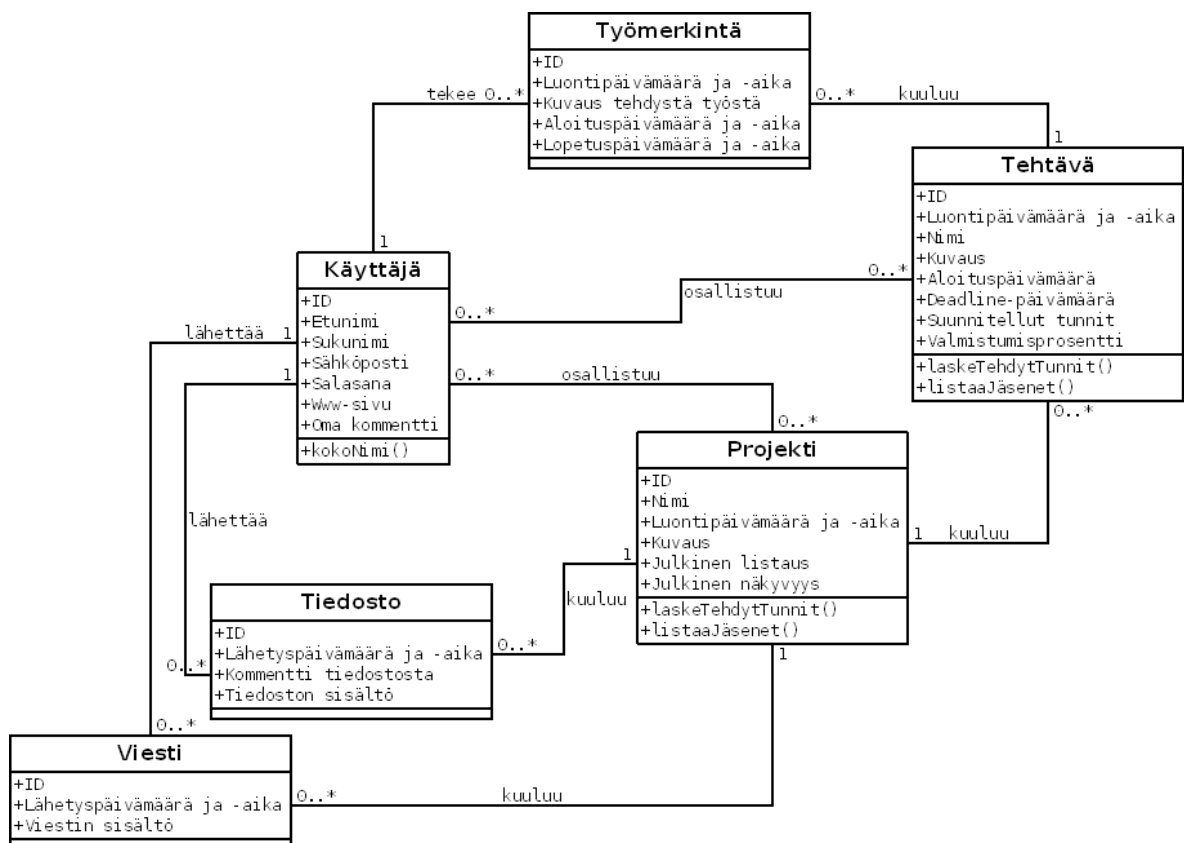 Työmerkintä
+ID
+Luontipäivämäärä ja -aika
+Kuvaus tehdystä työstä
+Aloituspäivämäärä ja -aika
+Lopetuspäivämäärä ja -aika
tekee 0..*
0..* kuuluu
1
Tehtävä
+ID
+Luontipäivämäärä ja -aika
+Nimi
+Kuvaus
+Aloituspäivämäärä
+Deadline-päivämäärä
+Suunnitellut tunnit
+Valmistumisprosentti
+laskeTehdytTunnit()
+listaaJäsenet()
1
Käyttäjä
+ID
+Etunimi
+Sukunimi
+Sähköposti
+Salasana
+Www-sivu
+Oma kommentti
+kokoNimi()
0..*
osallistuu
0..*
lähettää 1
1
0..* osallistuu
0..*
0..*
Projekti
+ID
+Nimi
+Luontipäivämäärä ja -aika
+Kuvaus
+Julkinen listaus
+Julkinen näkyvyys
+laskeTehdytTunnit()
+listaaJäsenet()
1 kuuluu
lähettää
1
kuuluu
0..*
Tiedosto
+ID
+Lähetyspäivämäärä ja -aika
+Kommentti tiedostosta
+Tiedoston sisältö
0..*
1
0..*
Viesti
+ID
+Lähetyspäivämäärä ja -aika
+Viestin sisältö
0..* kuuluu